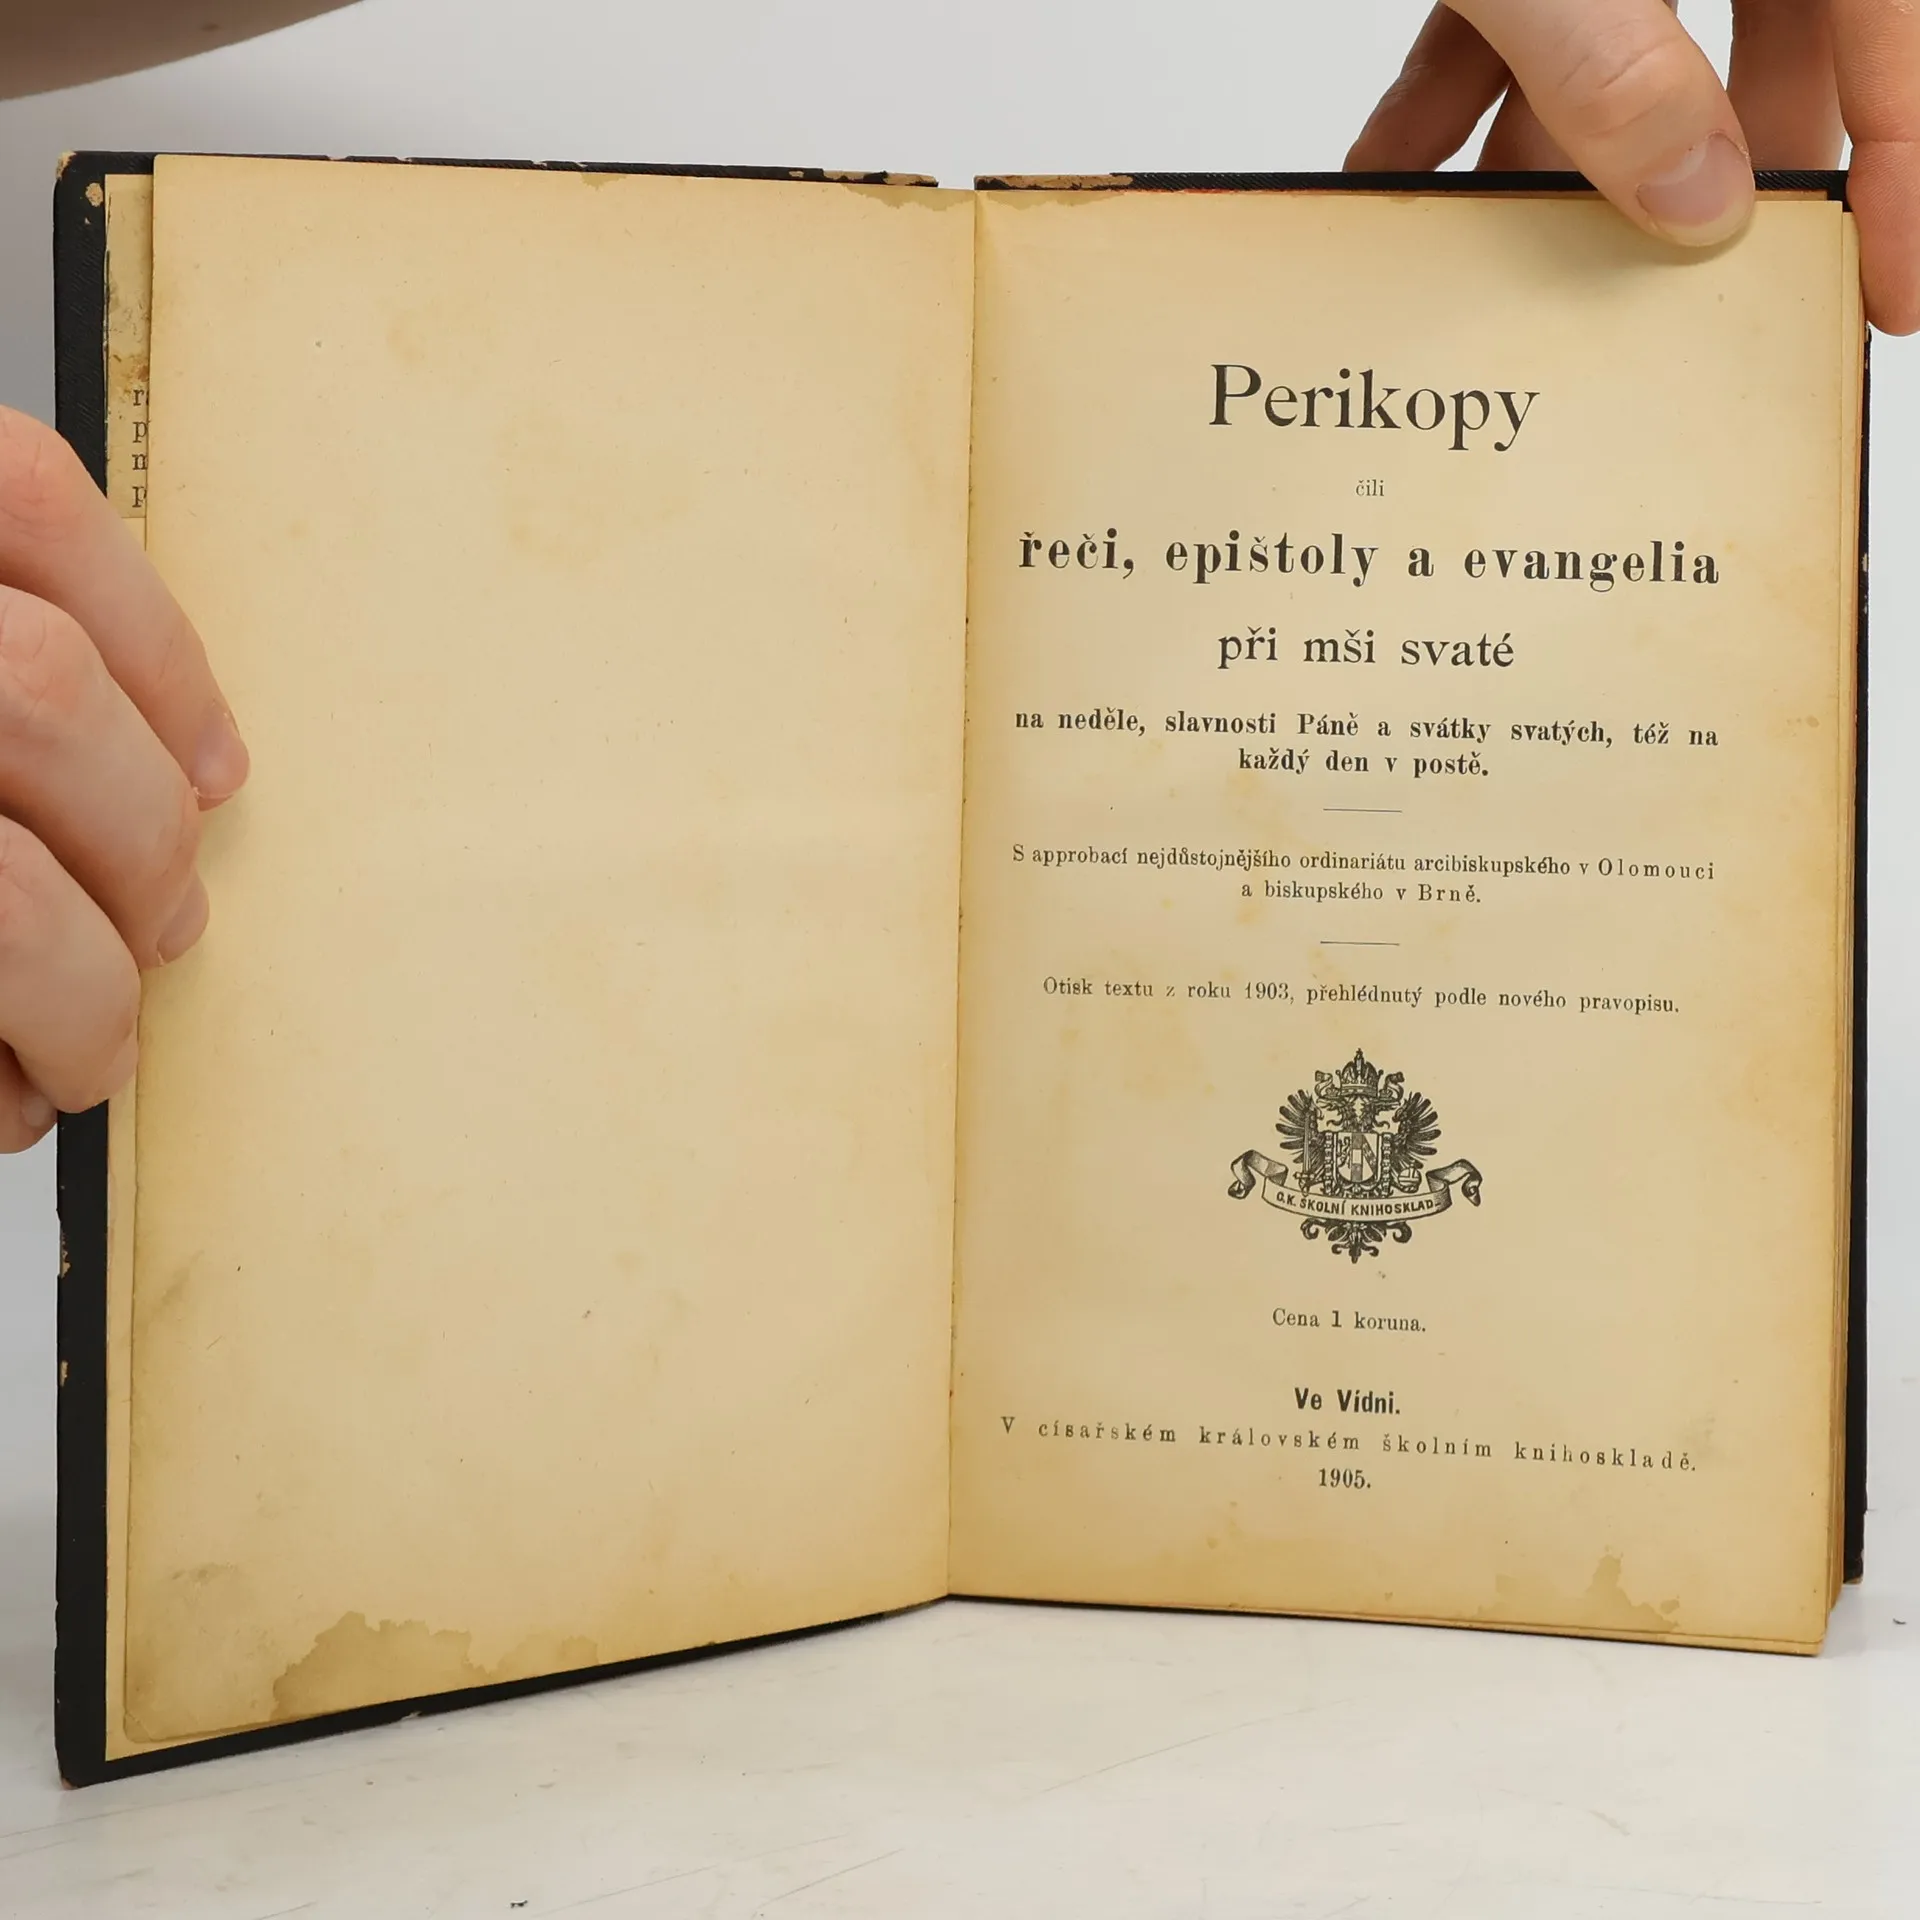 Perikopy
čili
řeči, epištoly a evangelia
při mši svaté
na neděle, slavnosti Páně a svátky svatých, též na
každý den v postě.
S approbací nejdůstojnějšího ordinariátu arcibiskupského v Olomouci
a biskupského v Brně.
Otisk textu z roku 1903, přehlédnutý podle nového pravopisu.
C.K. ŠKOLNÍ KNIHOSKLAD
Cena 1 koruna.
Ve Vídni.
V císařském královském školním knihoskladě.
1905.